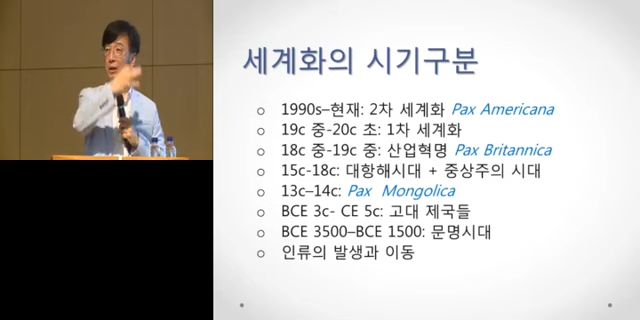 세계화의 시기구분
○ 1990s–현재: 2차 세계화 Pax Americana
○ 19c 중-20c 초: 1차 세계화
○ 18c 중-19c 중: 산업혁명 Pax Britannica
○ 15c-18c: 대항해시대 + 중상주의 시대
○ 13c–14c: Pax Mongolica
○ BCE 3c- CE 5c: 고대 제국들
○ BCE 3500–BCE 1500: 문명시대
○ 인류의 발생과 이동